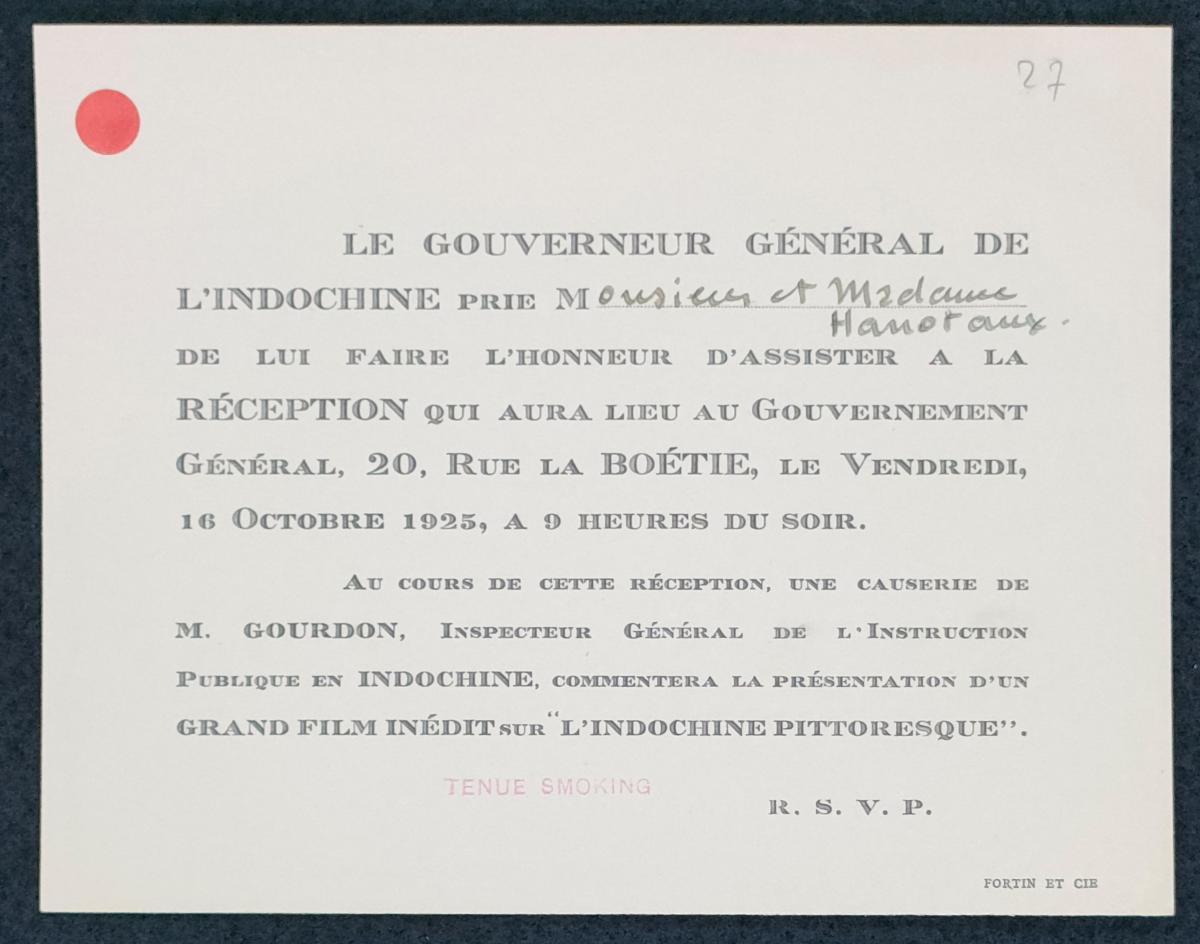 27
LE GOUVERNEUR GÉNÉRAL DE
L'INDOCHINE PRIE Monsieur et Madame
Hanotaux.
DE LUI FAIRE L'HONNEUR D'ASSISTER A LA
RÉCEPTION QUI AURA LIEU AU GOUVERNEMENT
GÉNÉRAL, 20, RUE LA BOÉTIE, LE VENDREDI,
16 OCTOBRE 1925, A 9 HEURES DU SOIR.
AU COURS DE CETTE RÉCEPTION, UNE CAUSERIE DE
M. GOURDON, INSPECTEUR GÉNÉRAL DE L'INSTRUCTION
PUBLIQUE EN INDOCHINE, COMMENTERA LA PRÉSENTATION D'UN
GRAND FILM INÉDIT SUR "L'INDOCHINE PITTORESQUE".
TENUE SMOKING
R. S. V. P.
FORTIN ET CIE